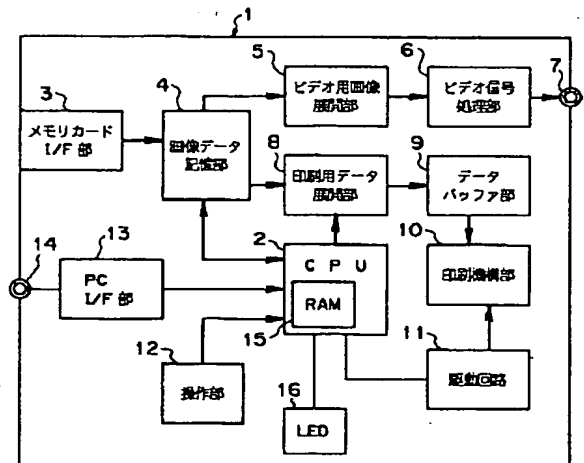 1
3
メモリカード
I/F 部
4
画像データ
記憶部
5
ビデオ用画像
展開部
6
ビデオ信号
処理部
7
8
印刷用データ
展開部
9
データ
バッファ部
2
C P U
RAM
15
10
印刷機構部
14
13
PC
I/F 部
12
操作部
16
LED
11
駆動回路